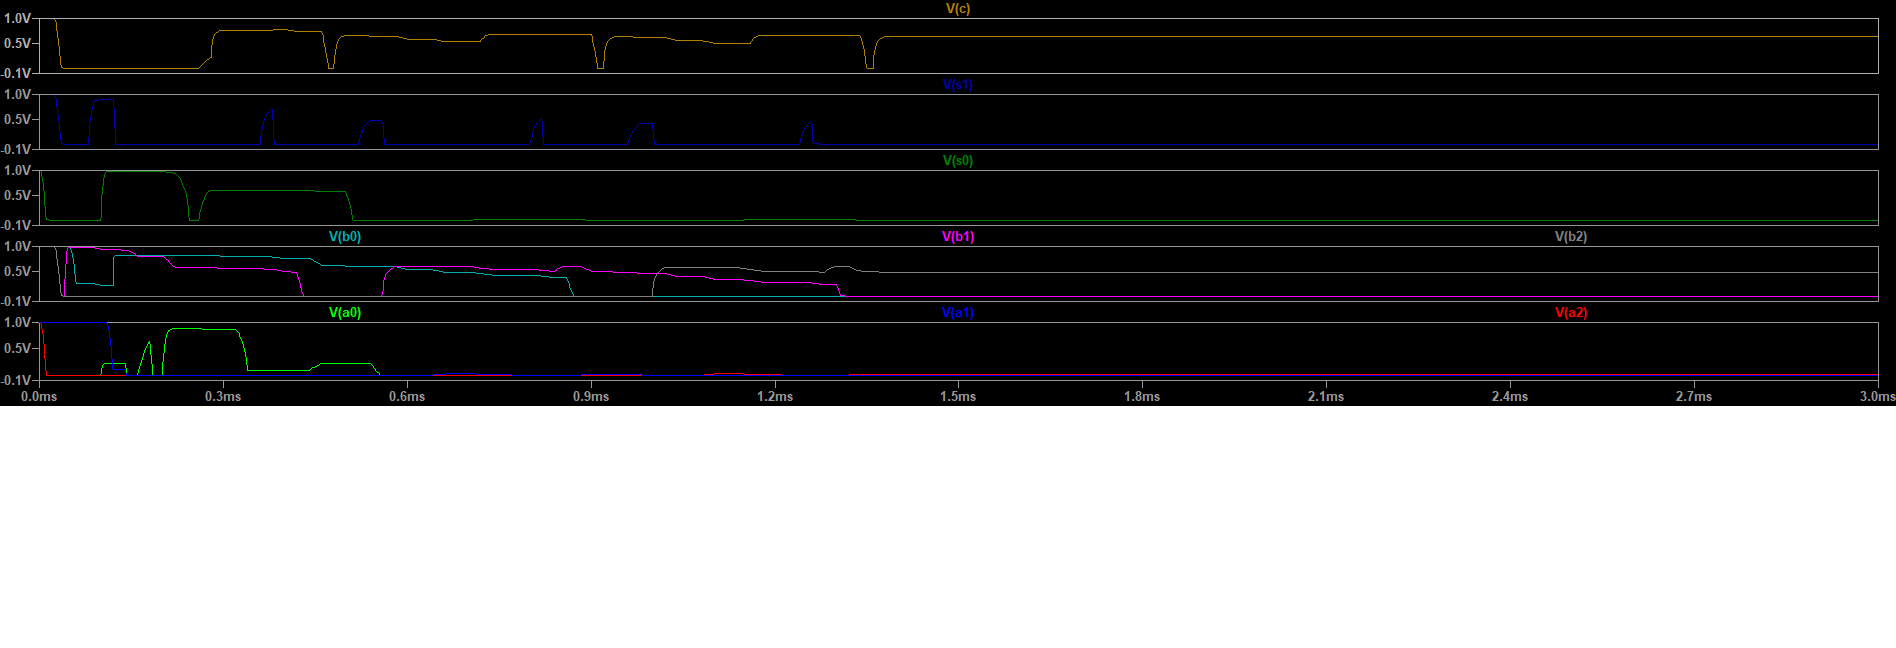 V(c)
1.0V
0.5V
-0.1V
V(s1)
1.0V
0.5V
-0.1V
V(s0)
1.0V
0.5V
-0.1V
V(b0) V(b1) V(b2)
1.0V
0.5V
-0.1V
V(a0) V(a1) V(a2)
1.0V
0.5V
-0.1V
0.0ms 0.3ms 0.6ms 0.9ms 1.2ms 1.5ms 1.8ms 2.1ms 2.4ms 2.7ms 3.0ms